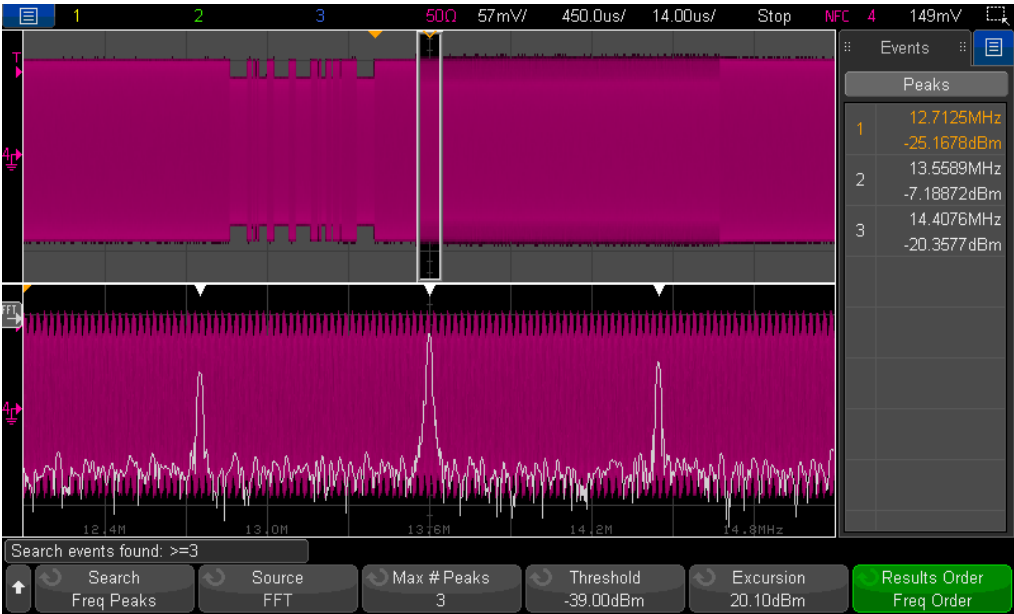 1 2 3 50Ω 57mV/ 450.0us/ 14.00us/ Stop NFC 4 149mV
T
4
Events
Peaks
1 12.7125MHz
-25.1678dBm
2 13.5589MHz
-7.18872dBm
3 14.4076MHz
-20.3577dBm
FFT
4
12.4M 13.0M 13.6M 14.2M 14.8MHz
Search events found: >=3
Search Source Max # Peaks Threshold Excursion Results Order
Freq Peaks FFT 3 -39.00dBm 20.10dBm Freq Order